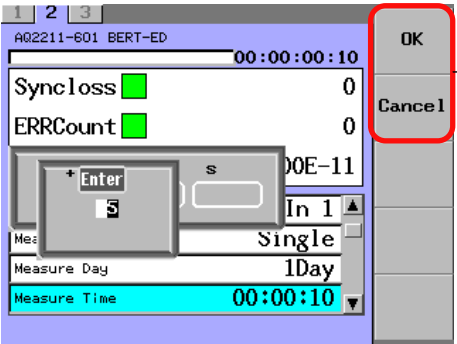 1 2 3
AQ2211-601 BERT-ED
00:00:00:10
Syncloss 0
ERRCount 0
00E-11
s
+ Enter
5
In 1
Mea Single
Measure Day 1Day
Measure Time 00:00:10
OK
Cancel